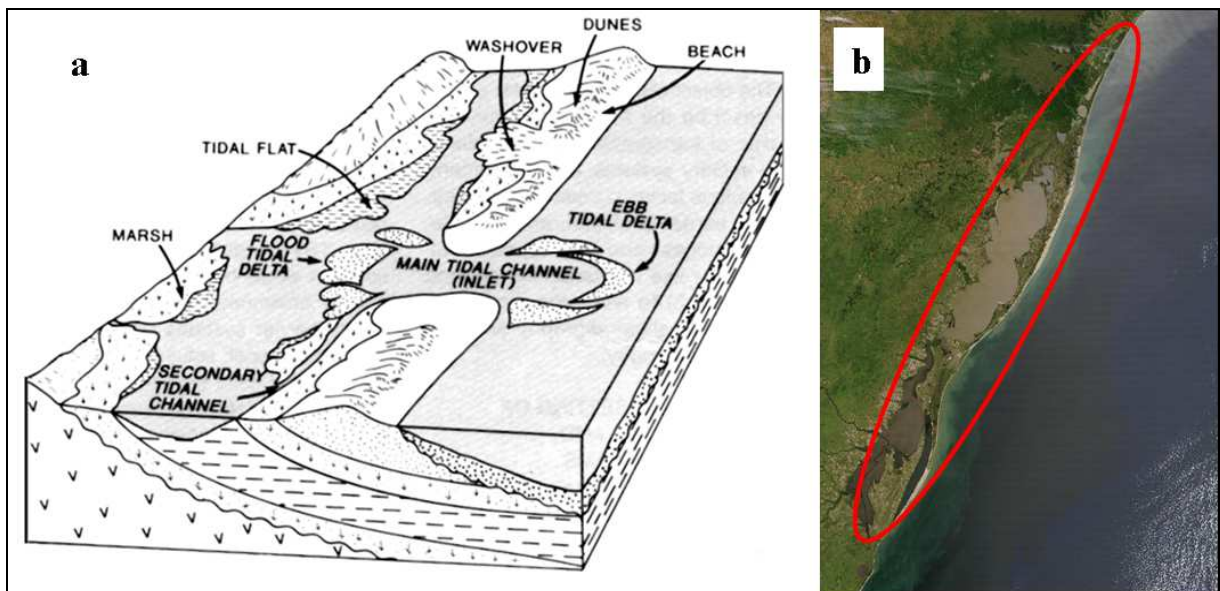 a
DUNES
WASHOVER
BEACH
TIDAL FLAT
EBB
TIDAL DELTA
MARSH
FLOOD
TIDAL
DELTA
MAIN TIDAL CHANNEL
(INLET)
SECONDARY
TIDAL
CHANNEL
b